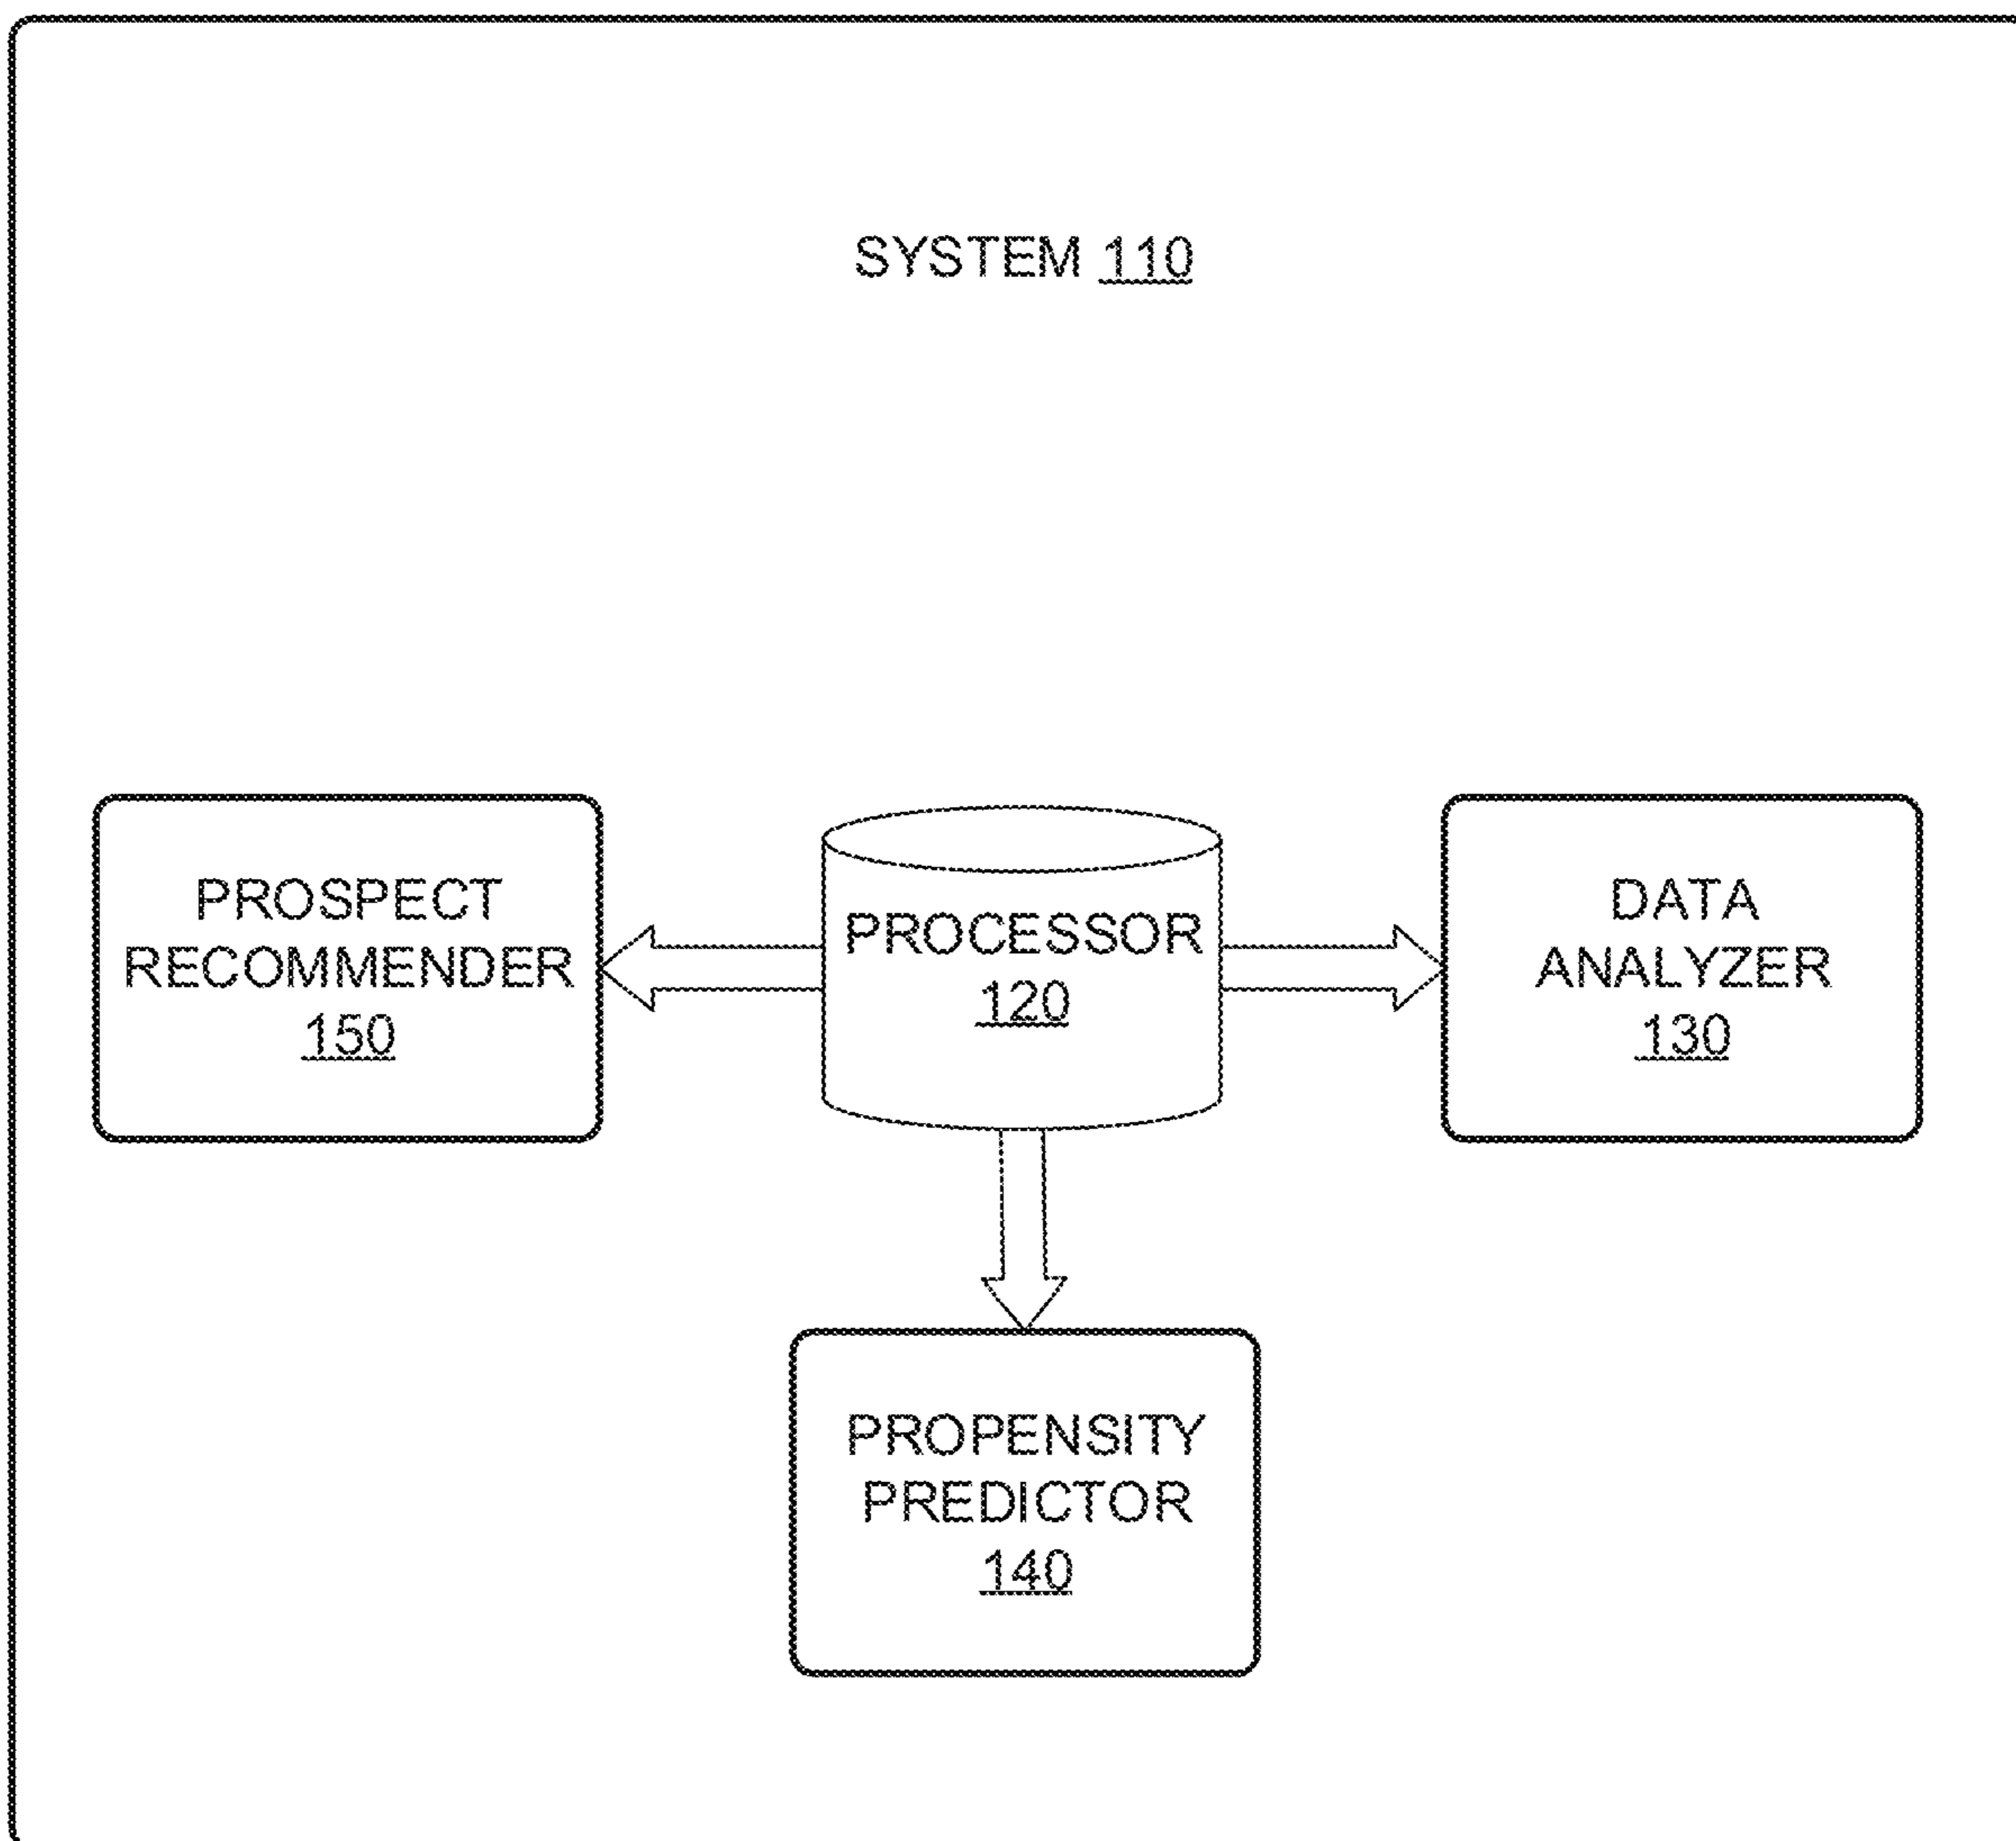 SYSTEM 110
PROSPECT
RECOMMENDER
150
PROCESSOR
120
DATA
ANALYZER
130
PROPENSITY
PREDICTOR
140